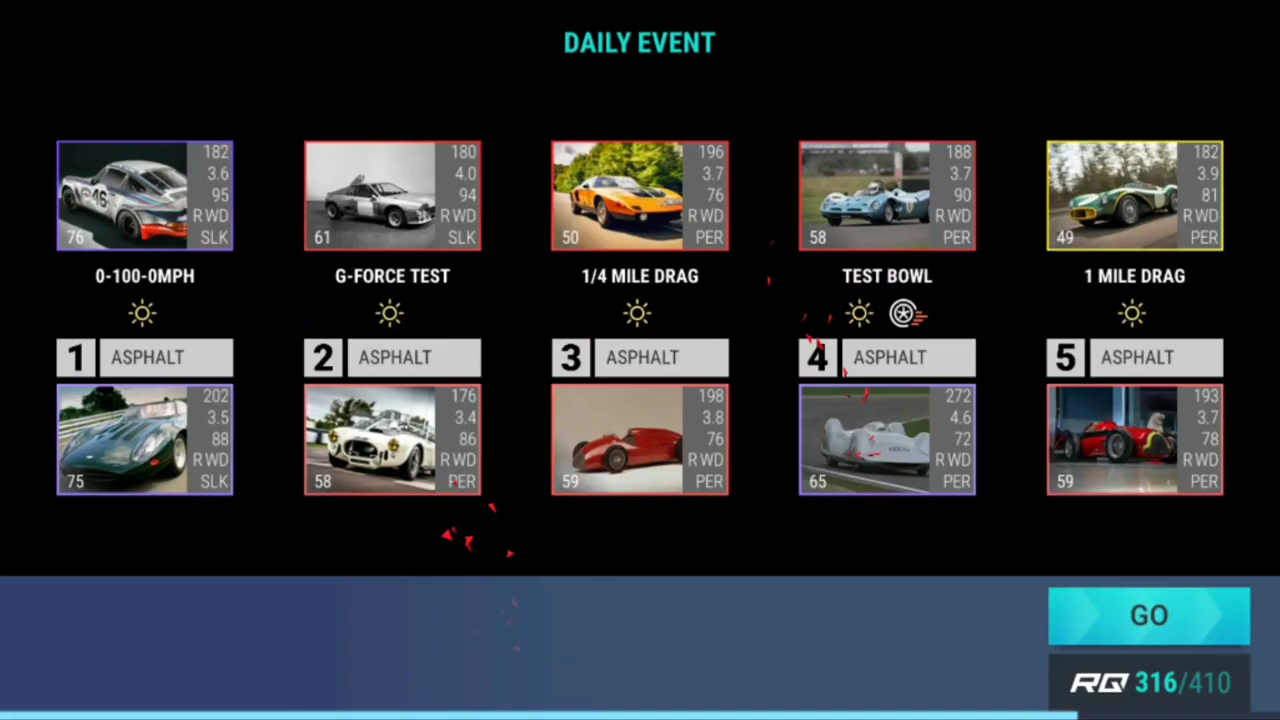 DAILY EVENT
182
3.6
95
RWD
76 SLK
180
4.0
94
RWD
61 SLK
196
3.7
76
RWD
50 PER
188
3.7
90
RWD
58 PER
182
3.9
81
RWD
49 PER
0-100-0MPH
G-FORCE TEST
1/4 MILE DRAG
TEST BOWL
1 MILE DRAG
1 ASPHALT
2 ASPHALT
3 ASPHALT
4 ASPHALT
5 ASPHALT
202
3.5
88
RWD
75 SLK
176
3.4
86
RWD
58 PER
198
3.8
76
RWD
59 PER
272
4.6
72
RWD
65 PER
193
3.7
78
RWD
59 PER
GO
RQ 316/410